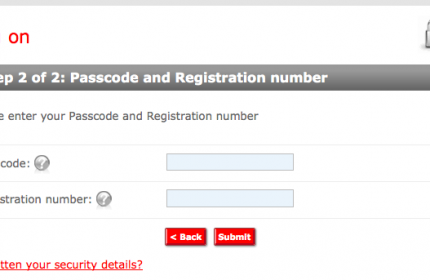 on
ep 2 of 2: Passcode and Registration number
e enter your Passcode and Registration number
code: ?
stration number: ?
< Back Submit
tten your security details?